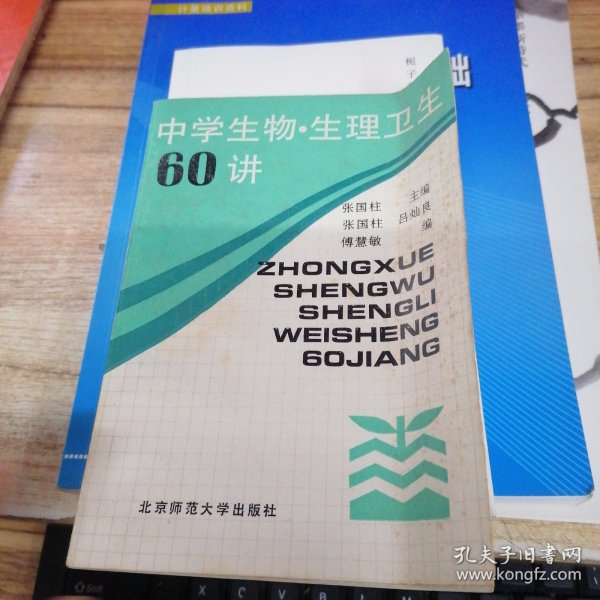 计量培训资料
础
栀
子
中学生物·生理卫生
60讲
张国柱 主编
张国柱 吕灿良
傅慧敏 编
ZHONGXUE
SHENGWU
SHENGLI
WEISHENG
60JIANG
北京师范大学出版社
孔夫子旧书网
www.kongfz.com
Shift